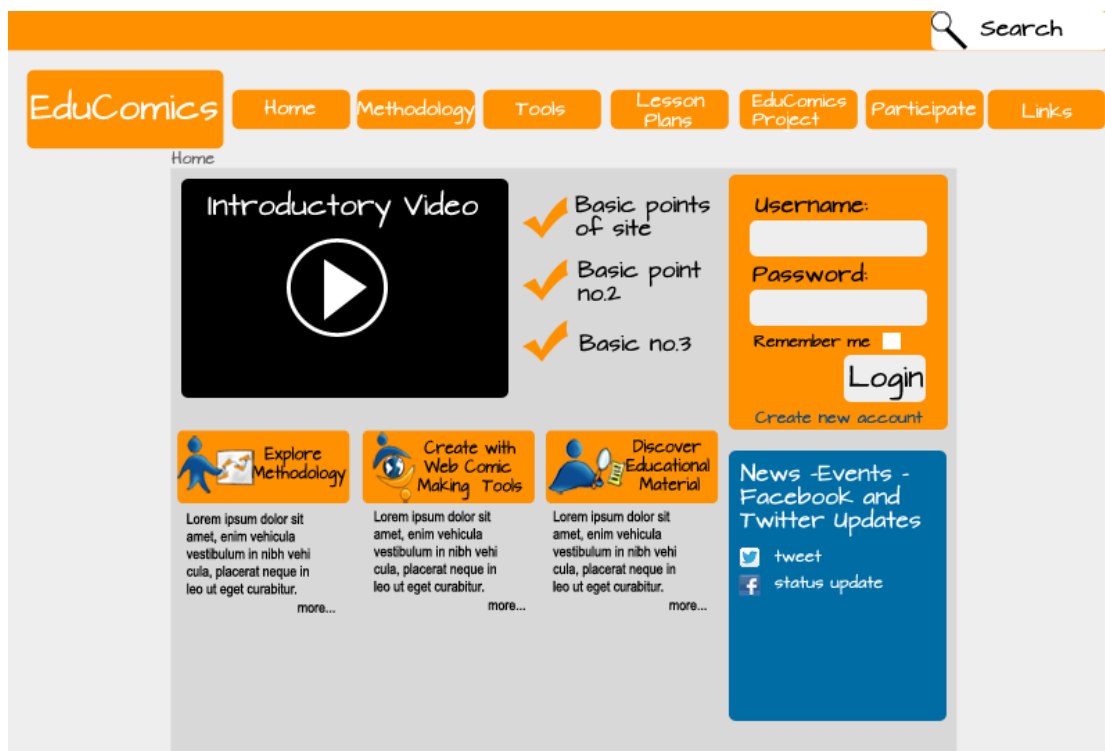 Search
EduComics
Home
Methodology
Tools
Lesson
Plans
EduComics
Project
Participate
Links
Home
Introductory Video
Basic points
of site
Basic point
no.2
Basic no.3
Username:
Password:
Remember me
Login
Create new account
Explore
Methodology
Lorem ipsum dolor sit
amet, enim vehicula
vestibulum in nibh vehi
cula, placerat neque in
leo ut eget curabitur.
more...
Create with
Web Comic
Making Tools
Lorem ipsum dolor sit
amet, enim vehicula
vestibulum in nibh vehi
cula, placerat neque in
leo ut eget curabitur.
more...
Discover
Educational
Material
Lorem ipsum dolor sit
amet, enim vehicula
vestibulum in nibh vehi
cula, placerat neque in
leo ut eget curabitur.
more...
News -Events -
Facebook and
Twitter Updates
tweet
status update